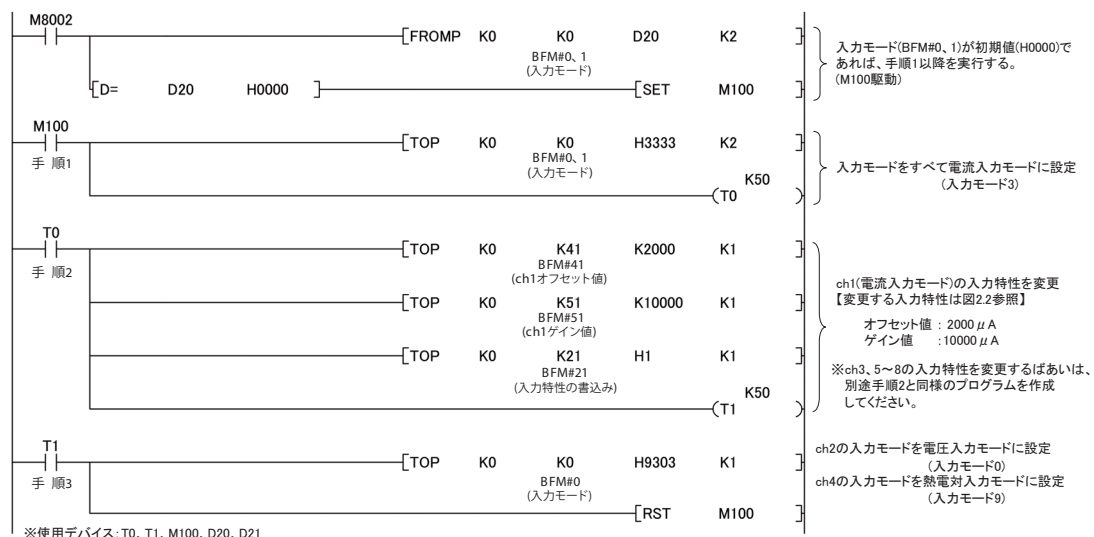 M8002
[FROMP K0 K0 D20 K2 ]
BFM#0、1
(入力モード)
[D= D20 H0000 ]
[SET M100 ]
入力モード(BFM#0、1)が初期値(H0000)で
あれば、手順1以降を実行する。
(M100駆動)
M100
手 順1
[TOP K0 K0 H3333 K2 ]
BFM#0、1
(入力モード)
K50
(T0 )
入力モードをすべて電流入力モードに設定
(入力モード3)
T0
手 順2
[TOP K0 K41 K2000 K1 ]
BFM#41
(ch1オフセット値)
[TOP K0 K51 K10000 K1 ]
BFM#51
(ch1ゲイン値)
[TOP K0 K21 H1 K1 ]
BFM#21
(入力特性の書込み)
K50
(T1 )
ch1(電流入力モード)の入力特性を変更
【変更する入力特性は図2.2参照】
オフセット値 : 2000μA
ゲイン値 :10000μA
※ch3、5~8の入力特性を変更するばあいは、
別途手順2と同様のプログラムを作成
してください。
T1
手 順3
[TOP K0 K0 H9303 K1 ]
BFM#0
(入力モード)
[RST M100 ]
ch2の入力モードを電圧入力モードに設定
(入力モード0)
ch4の入力モードを熱電対入力モードに設定
(入力モード9)
※使用デバイス:T0、T1、M100、D20、D21